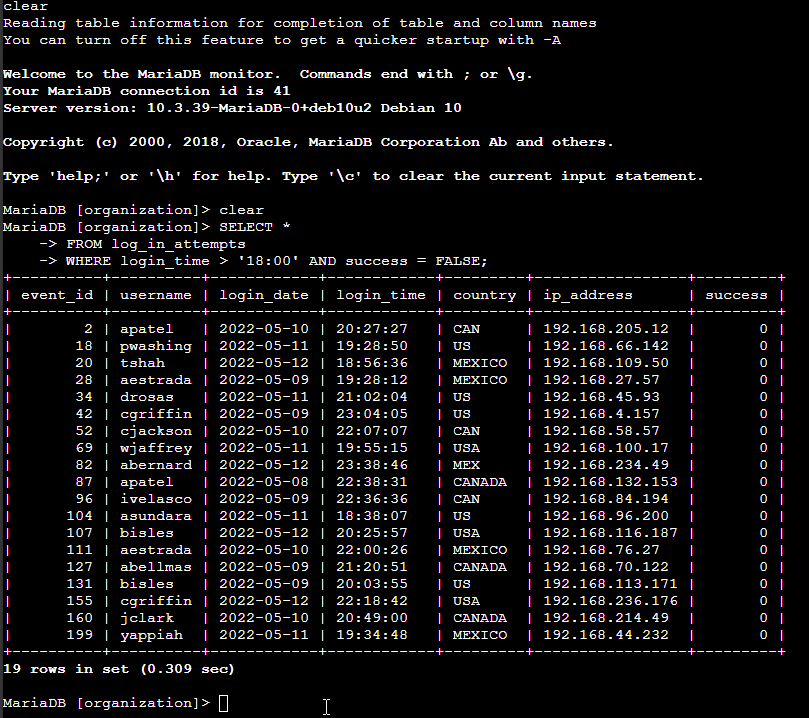 clear
Reading table information for completion of table and column names
You can turn off this feature to get a quicker startup with -A
Welcome to the MariaDB monitor.  Commands end with ; or \g.
Your MariaDB connection id is 41
Server version: 10.3.39-MariaDB-0+deb10u2 Debian 10
Copyright (c) 2000, 2018, Oracle, MariaDB Corporation Ab and others.
Type 'help;' or '\h' for help. Type '\c' to clear the current input statement.
MariaDB [organization]> clear
MariaDB [organization]> SELECT *
    -> FROM log_in_attempts
    -> WHERE login_time > '18:00' AND success = FALSE;
+----------+----------+------------+------------+---------+-----------------+---------+
| event_id | username | login_date | login_time | country | ip_address      | success |
+----------+----------+------------+------------+---------+-----------------+---------+
|        2 | apatel   | 2022-05-10 | 20:27:27   | CAN     | 192.168.205.12  |       0 |
|       18 | pwashing | 2022-05-11 | 19:28:50   | US      | 192.168.66.142  |       0 |
|       20 | tshah    | 2022-05-12 | 18:56:36   | MEXICO  | 192.168.109.50  |       0 |
|       28 | aestrada | 2022-05-09 | 19:28:12   | MEXICO  | 192.168.27.57   |       0 |
|       34 | drosas   | 2022-05-11 | 21:02:04   | US      | 192.168.45.93   |       0 |
|       42 | cgriffin | 2022-05-09 | 23:04:05   | US      | 192.168.4.157   |       0 |
|       52 | cjackson | 2022-05-10 | 22:07:07   | CAN     | 192.168.58.57   |       0 |
|       69 | wjaffrey | 2022-05-11 | 19:55:15   | USA     | 192.168.100.17  |       0 |
|       82 | abernard | 2022-05-12 | 23:38:46   | MEX     | 192.168.234.49  |       0 |
|       87 | apatel   | 2022-05-08 | 22:38:31   | CANADA  | 192.168.132.153 |       0 |
|       96 | ivelasco | 2022-05-09 | 22:36:36   | CAN     | 192.168.84.194  |       0 |
|      104 | asundara | 2022-05-11 | 18:38:07   | US      | 192.168.96.200  |       0 |
|      107 | bisles   | 2022-05-12 | 20:25:57   | USA     | 192.168.116.187 |       0 |
|      111 | aestrada | 2022-05-10 | 22:00:26   | MEXICO  | 192.168.76.27   |       0 |
|      127 | abellmas | 2022-05-09 | 21:20:51   | CANADA  | 192.168.70.122  |       0 |
|      131 | bisles   | 2022-05-09 | 20:03:55   | US      | 192.168.113.171 |       0 |
|      155 | cgriffin | 2022-05-12 | 22:18:42   | USA     | 192.168.236.176 |       0 |
|      160 | jclark   | 2022-05-10 | 20:49:00   | CANADA  | 192.168.214.49  |       0 |
|      199 | yappiah  | 2022-05-11 | 19:34:48   | MEXICO  | 192.168.44.232  |       0 |
+----------+----------+------------+------------+---------+-----------------+---------+
19 rows in set (0.309 sec)
MariaDB [organization]>